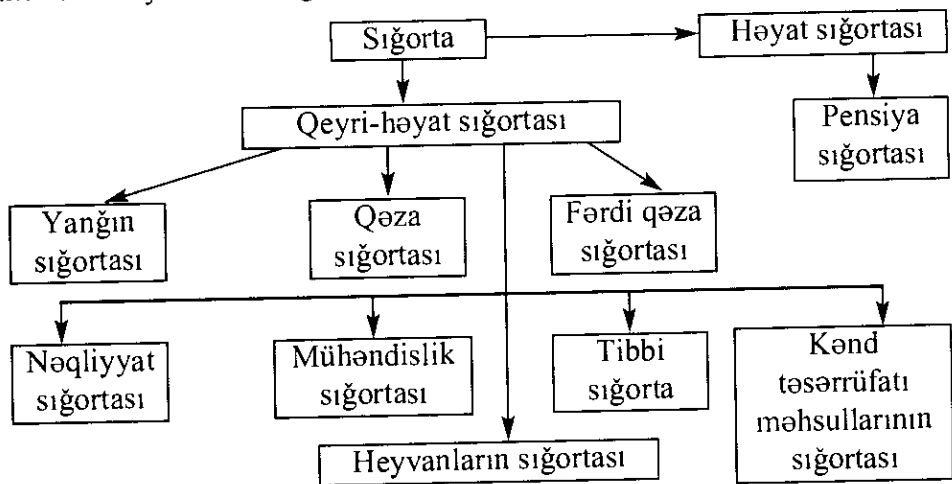 Sığorta
Həyat sığortası
Qeyri-həyat sığortası
Pensiya
sığortası
Yanğın
sığortası
Qəza
sığortası
Fərdi qəza
sığortası
Nəqliyyat
sığortası
Mühəndislik
sığortası
Tibbi
sığorta
Kənd
təsərrüfatı
məhsullarının
sığortası
Heyvanların sığortası